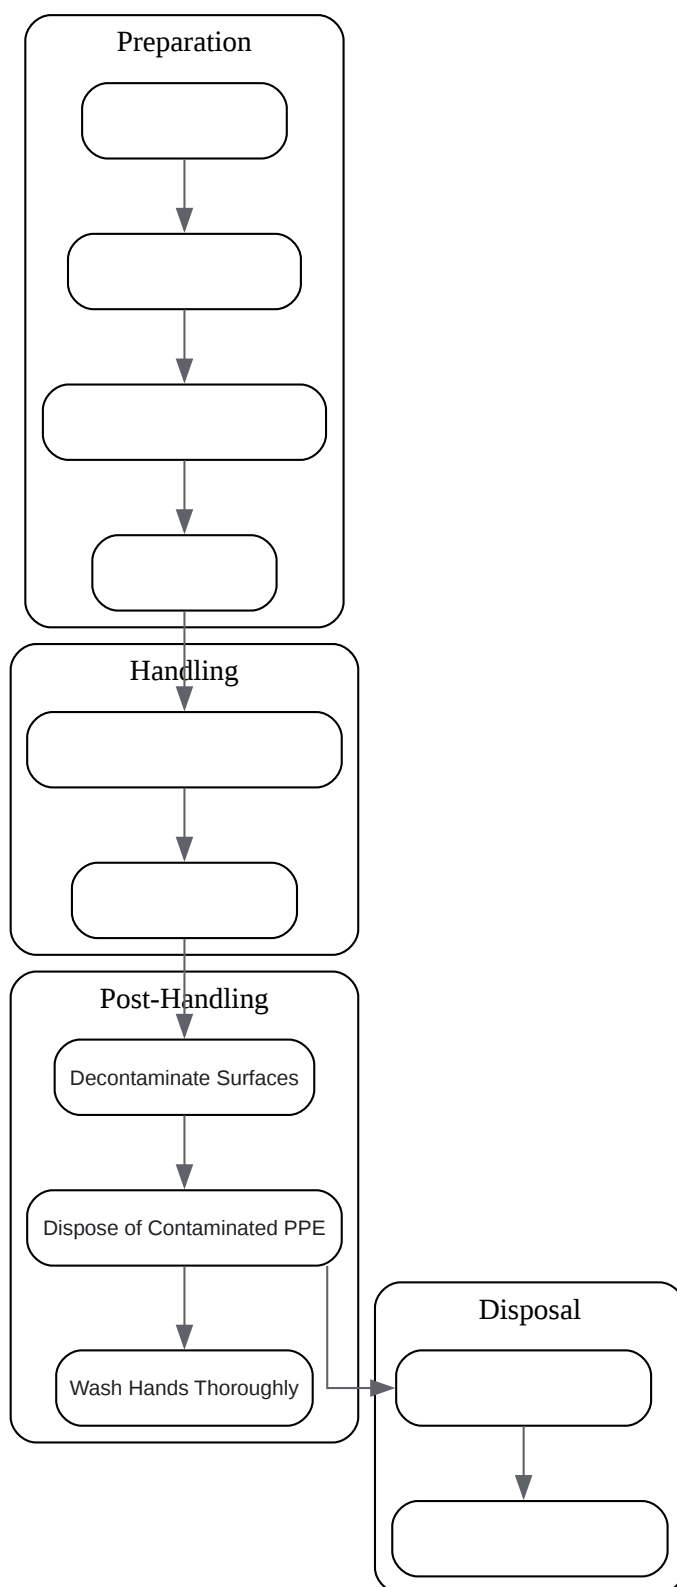 Preparation
Handling
Post-Handling
Decontaminate Surfaces
Dispose of Contaminated PPE
Wash Hands Thoroughly
Disposal